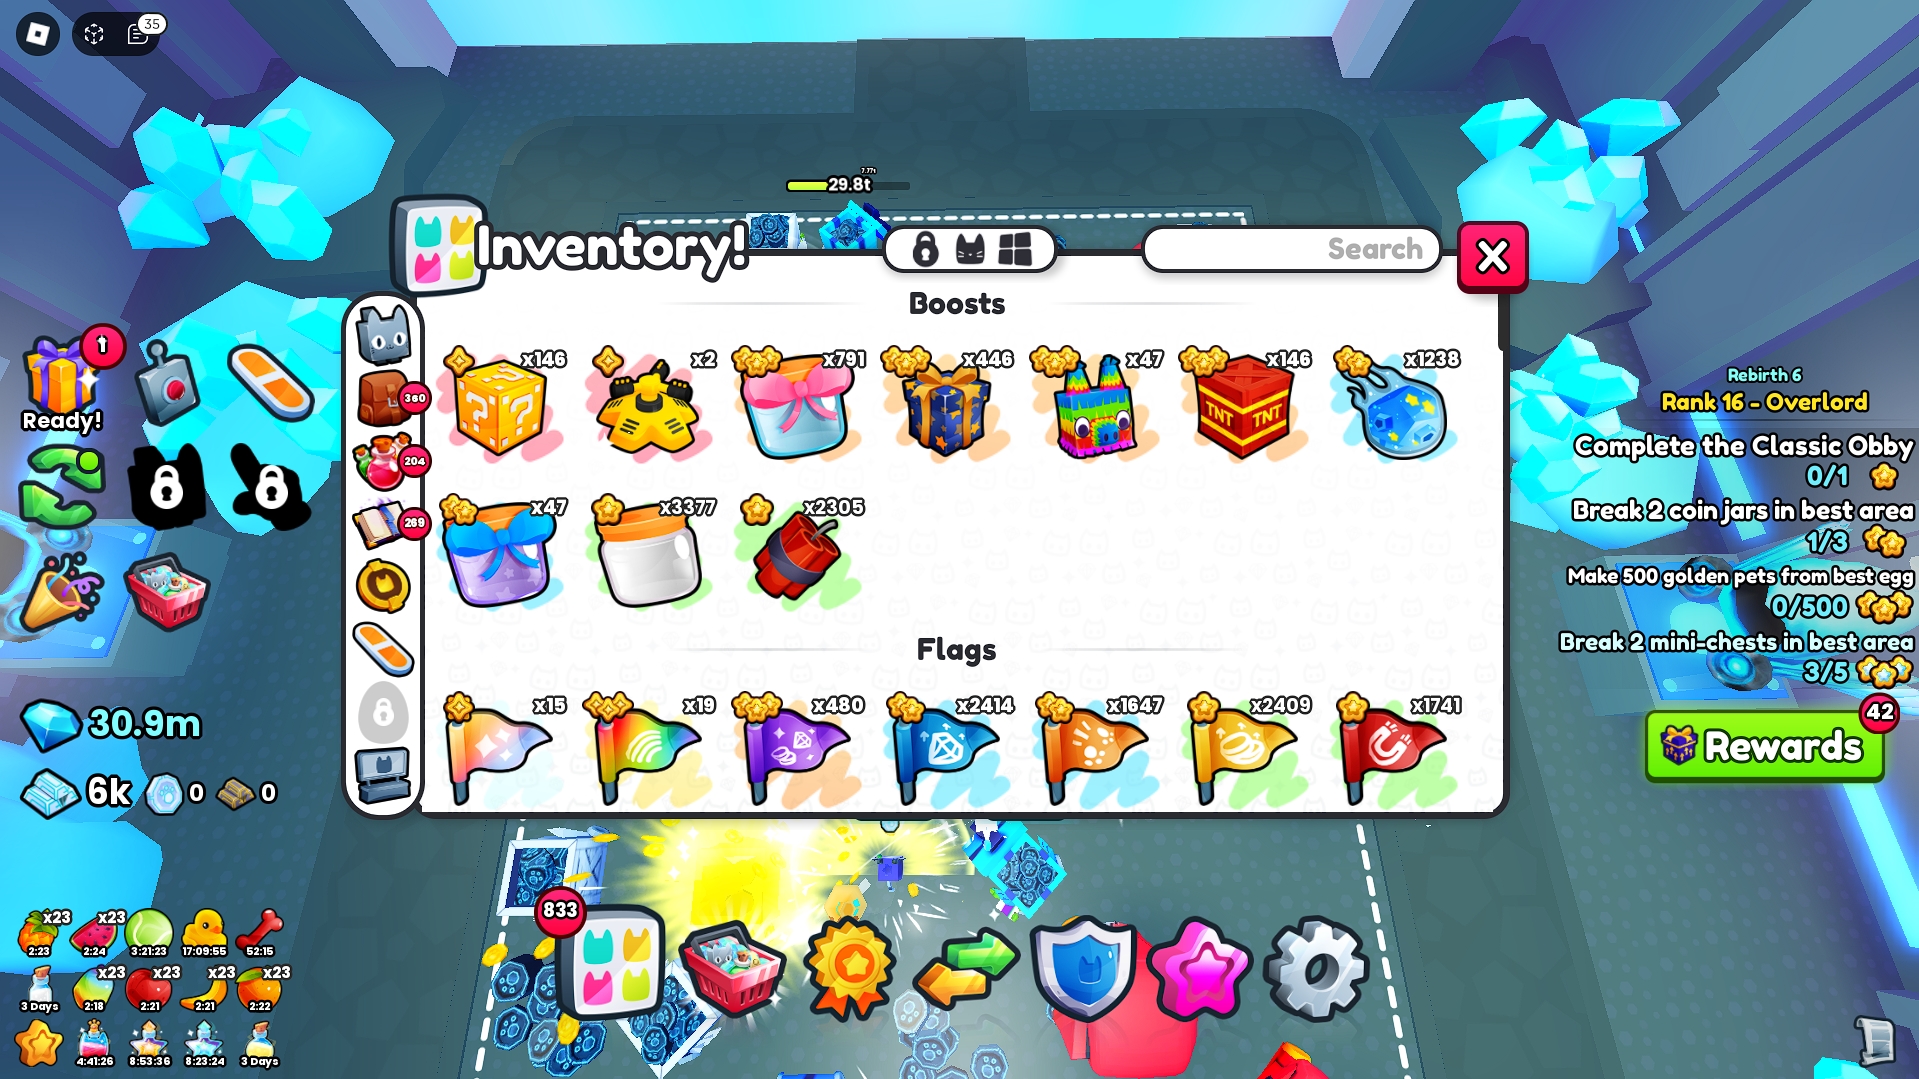 35
29.8t
7.77t
Inventory!
Search
Boosts
x146
x2
x791
x446
x47
x146
x1238
TNT TNT
x47
x3377
x2305
Flags
x15
x19
x480
x2414
x1647
x2409
x1741
360
204
269
1
Ready!
30.9m
6k
0
0
Rebirth 6
Rank 16 - Overlord
Complete the Classic Obby
0/1
Break 2 coin jars in best area
1/3
Make 500 golden pets from best egg
0/500
Break 2 mini-chests in best area
3/5
42
Rewards
833
x23
2:23
x23
2:24
3:21:23
17:09:55
52:15
3 Days
x23
2:18
x23
2:21
x23
2:21
x23
2:22
4:41:26
8:53:36
8:23:24
3 Days